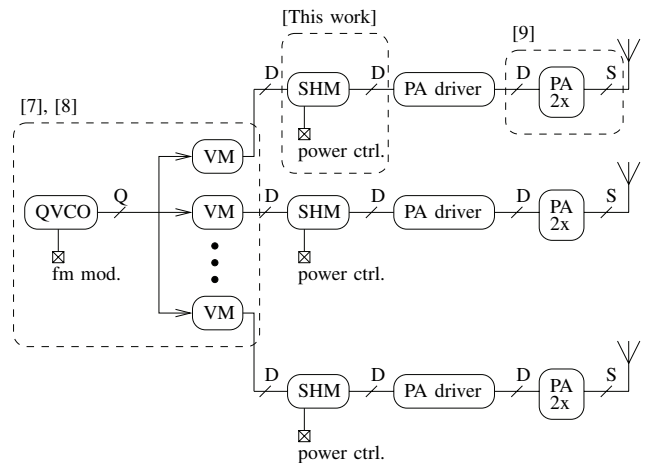 [This work]
[9]
D SHM D PA driver D PA 2x S
power ctrl.
[7], [8]
VM
QVCO Q VM D SHM D PA driver D PA 2x S
fm mod.
power ctrl.
VM
D SHM D PA driver D PA 2x S
power ctrl.